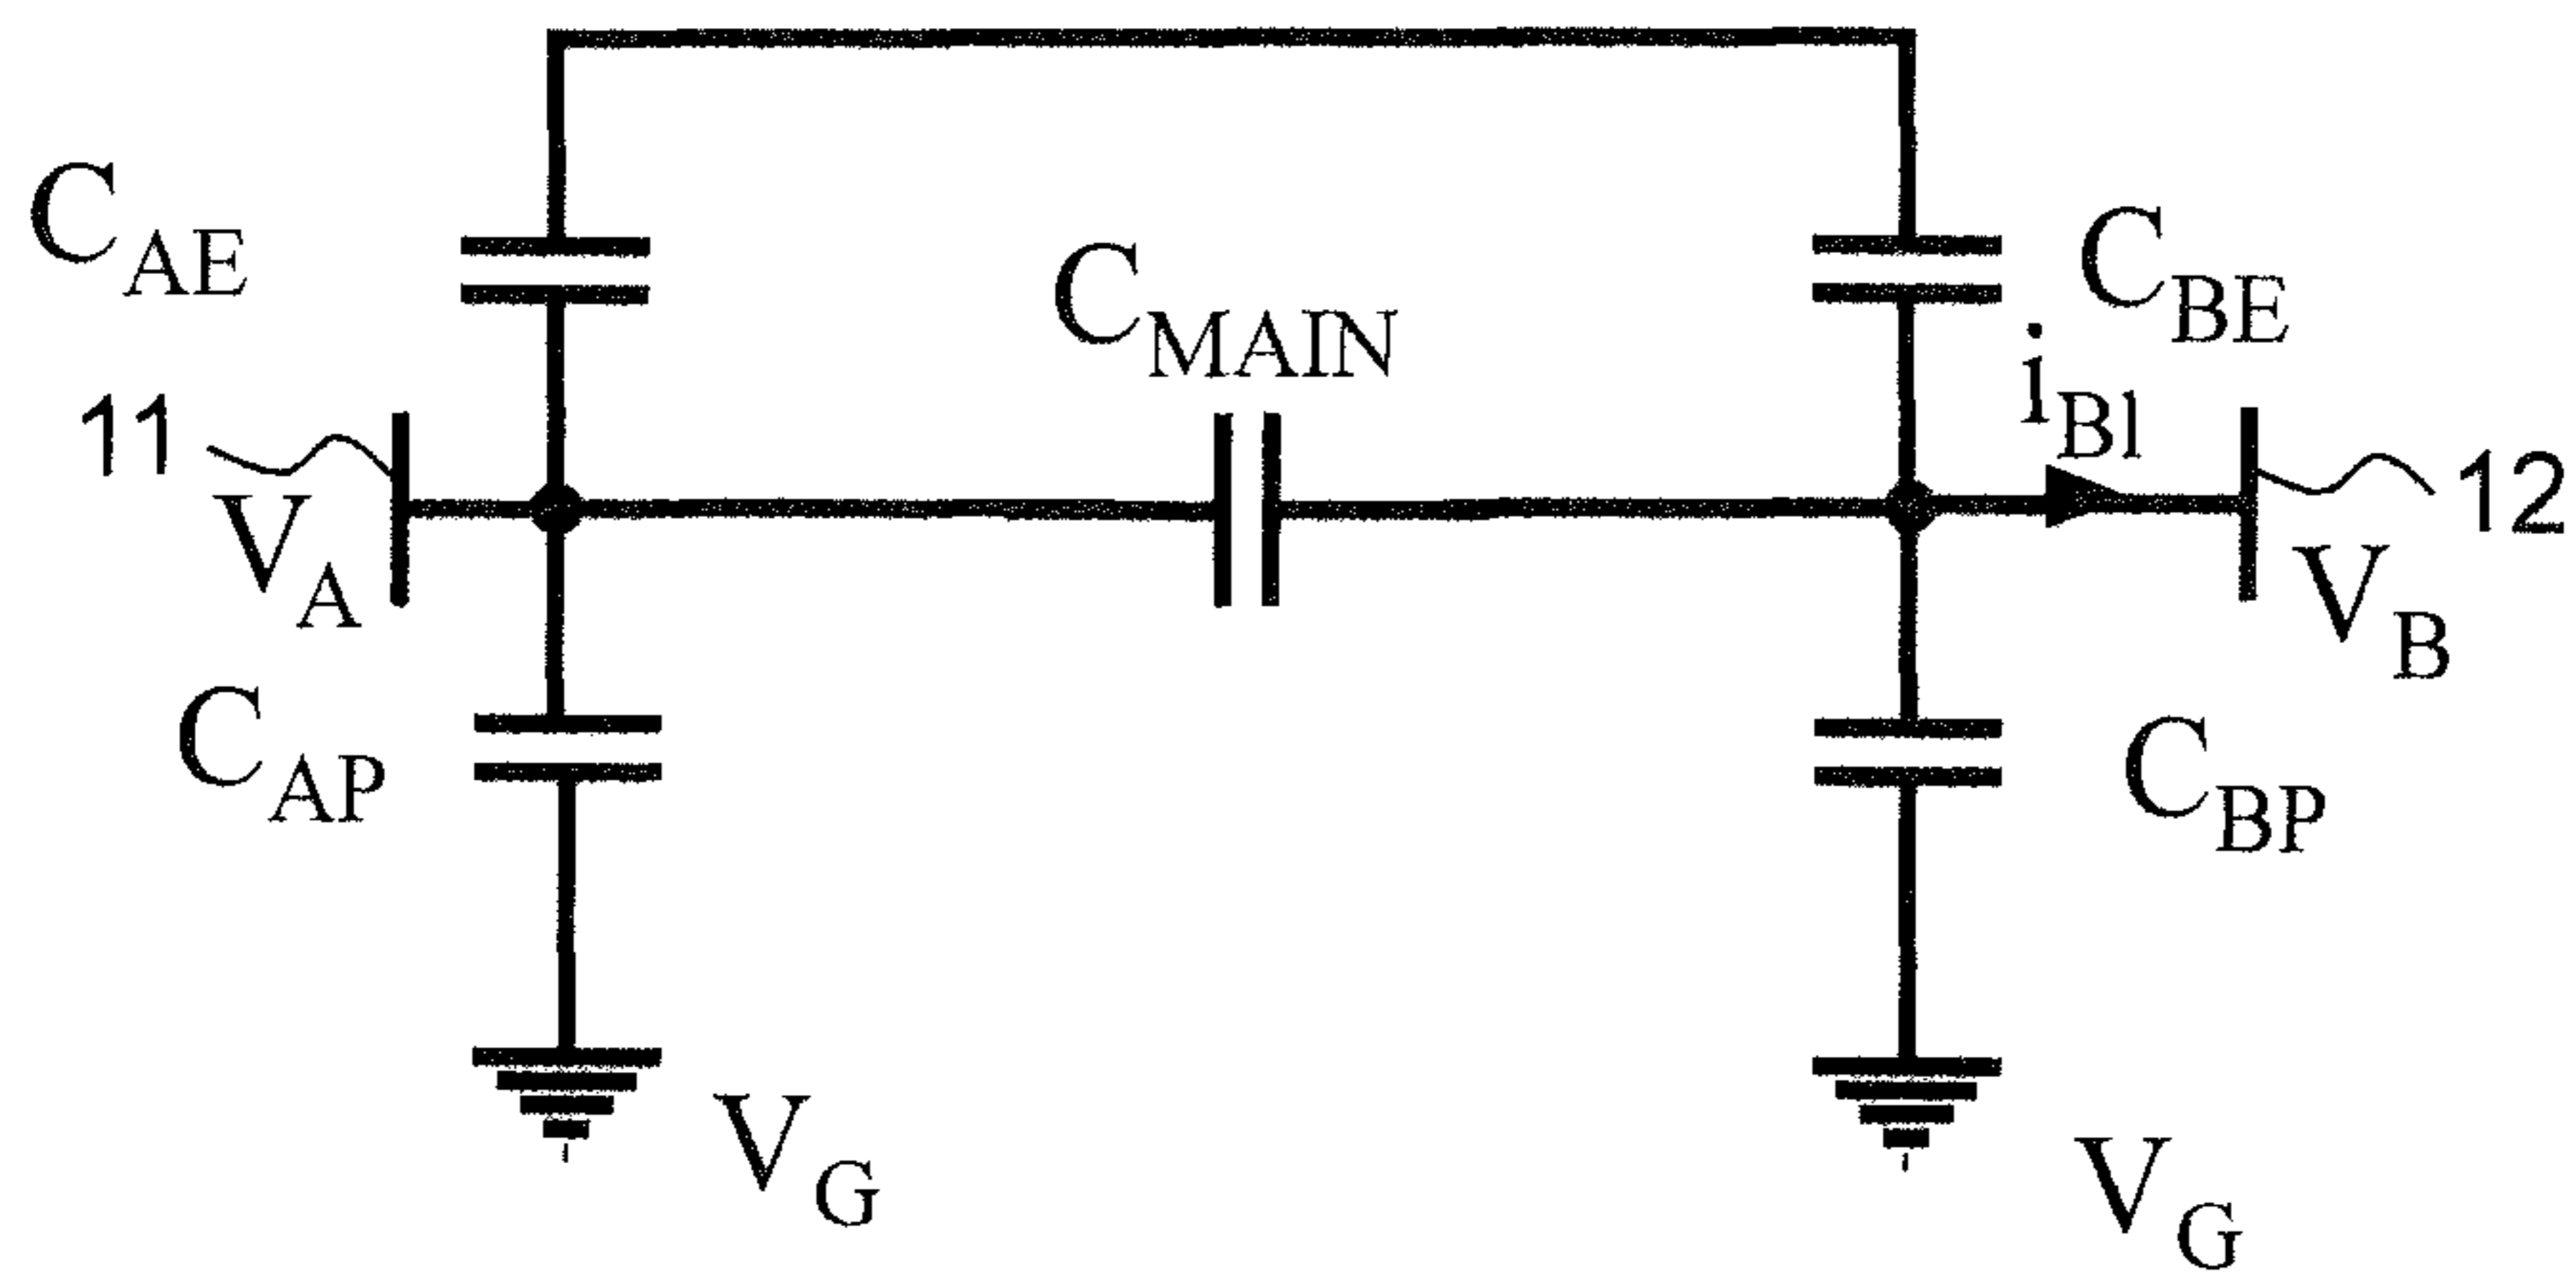 C_AE
C_BE
C_MAIN
i_B1
11
12
V_A
V_B
C_AP
C_BP
V_G
V_G